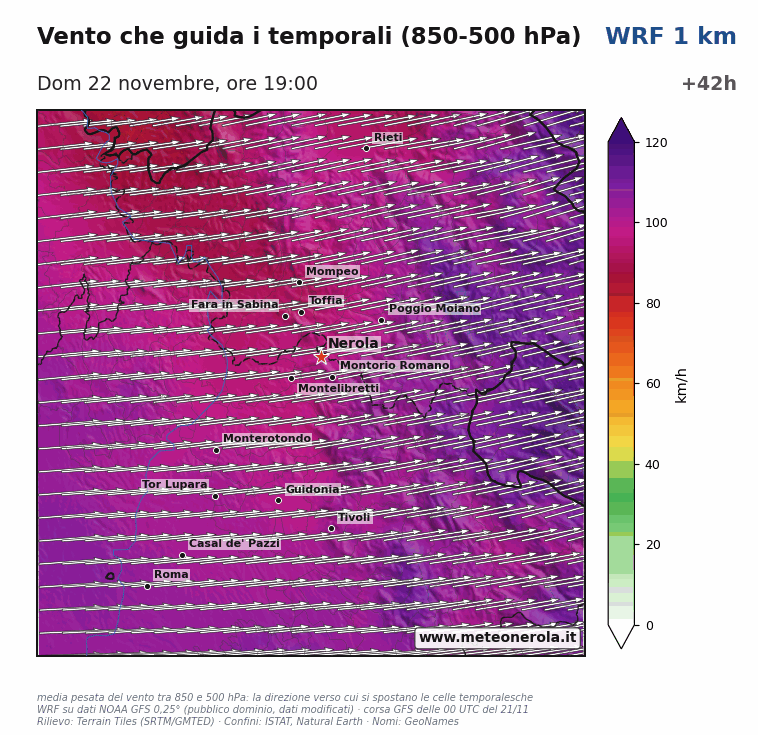 Vento che guida i temporali (850-500 hPa) WRF 1 km
Dom 22 novembre, ore 19:00 +42h
Rieti
Mompeo
Fara in Sabina
Toffia
Poggio Moiano
Nerola
Montorio Romano
Montelibretti
Monterotondo
Tor Lupara
Guidonia
Tivoli
Casal de' Pazzi
Roma
www.meteonerola.it
120
100
80
60
40
20
0
km/h
media pesata del vento tra 850 e 500 hPa: la direzione verso cui si spostano le celle temporalesche
WRF su dati NOAA GFS 0,25° (pubblico dominio, dati modificati) · corsa GFS delle 00 UTC del 21/11
Rilievo: Terrain Tiles (SRTM/GMTED) · Confini: ISTAT, Natural Earth · Nomi: GeoNames